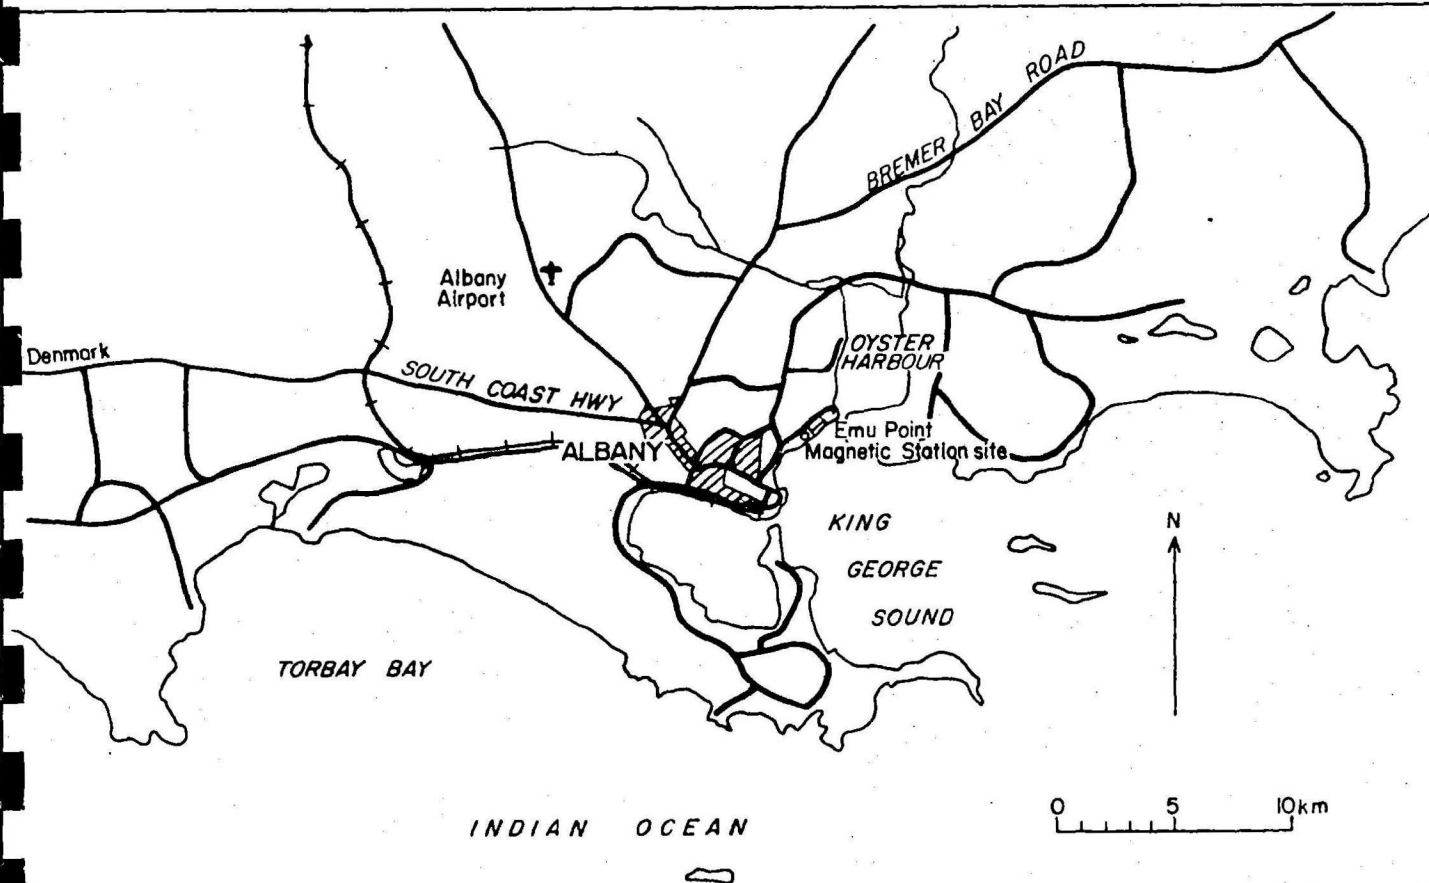 BREMER BAY ROAD
Albany
Airport
Denmark
SOUTH COAST HWY
OYSTER
HARBOUR
ALBANY
Emu Point
Magnetic Station site
KING
GEORGE
SOUND
N
TORBAY BAY
0 5 10km
INDIAN OCEAN